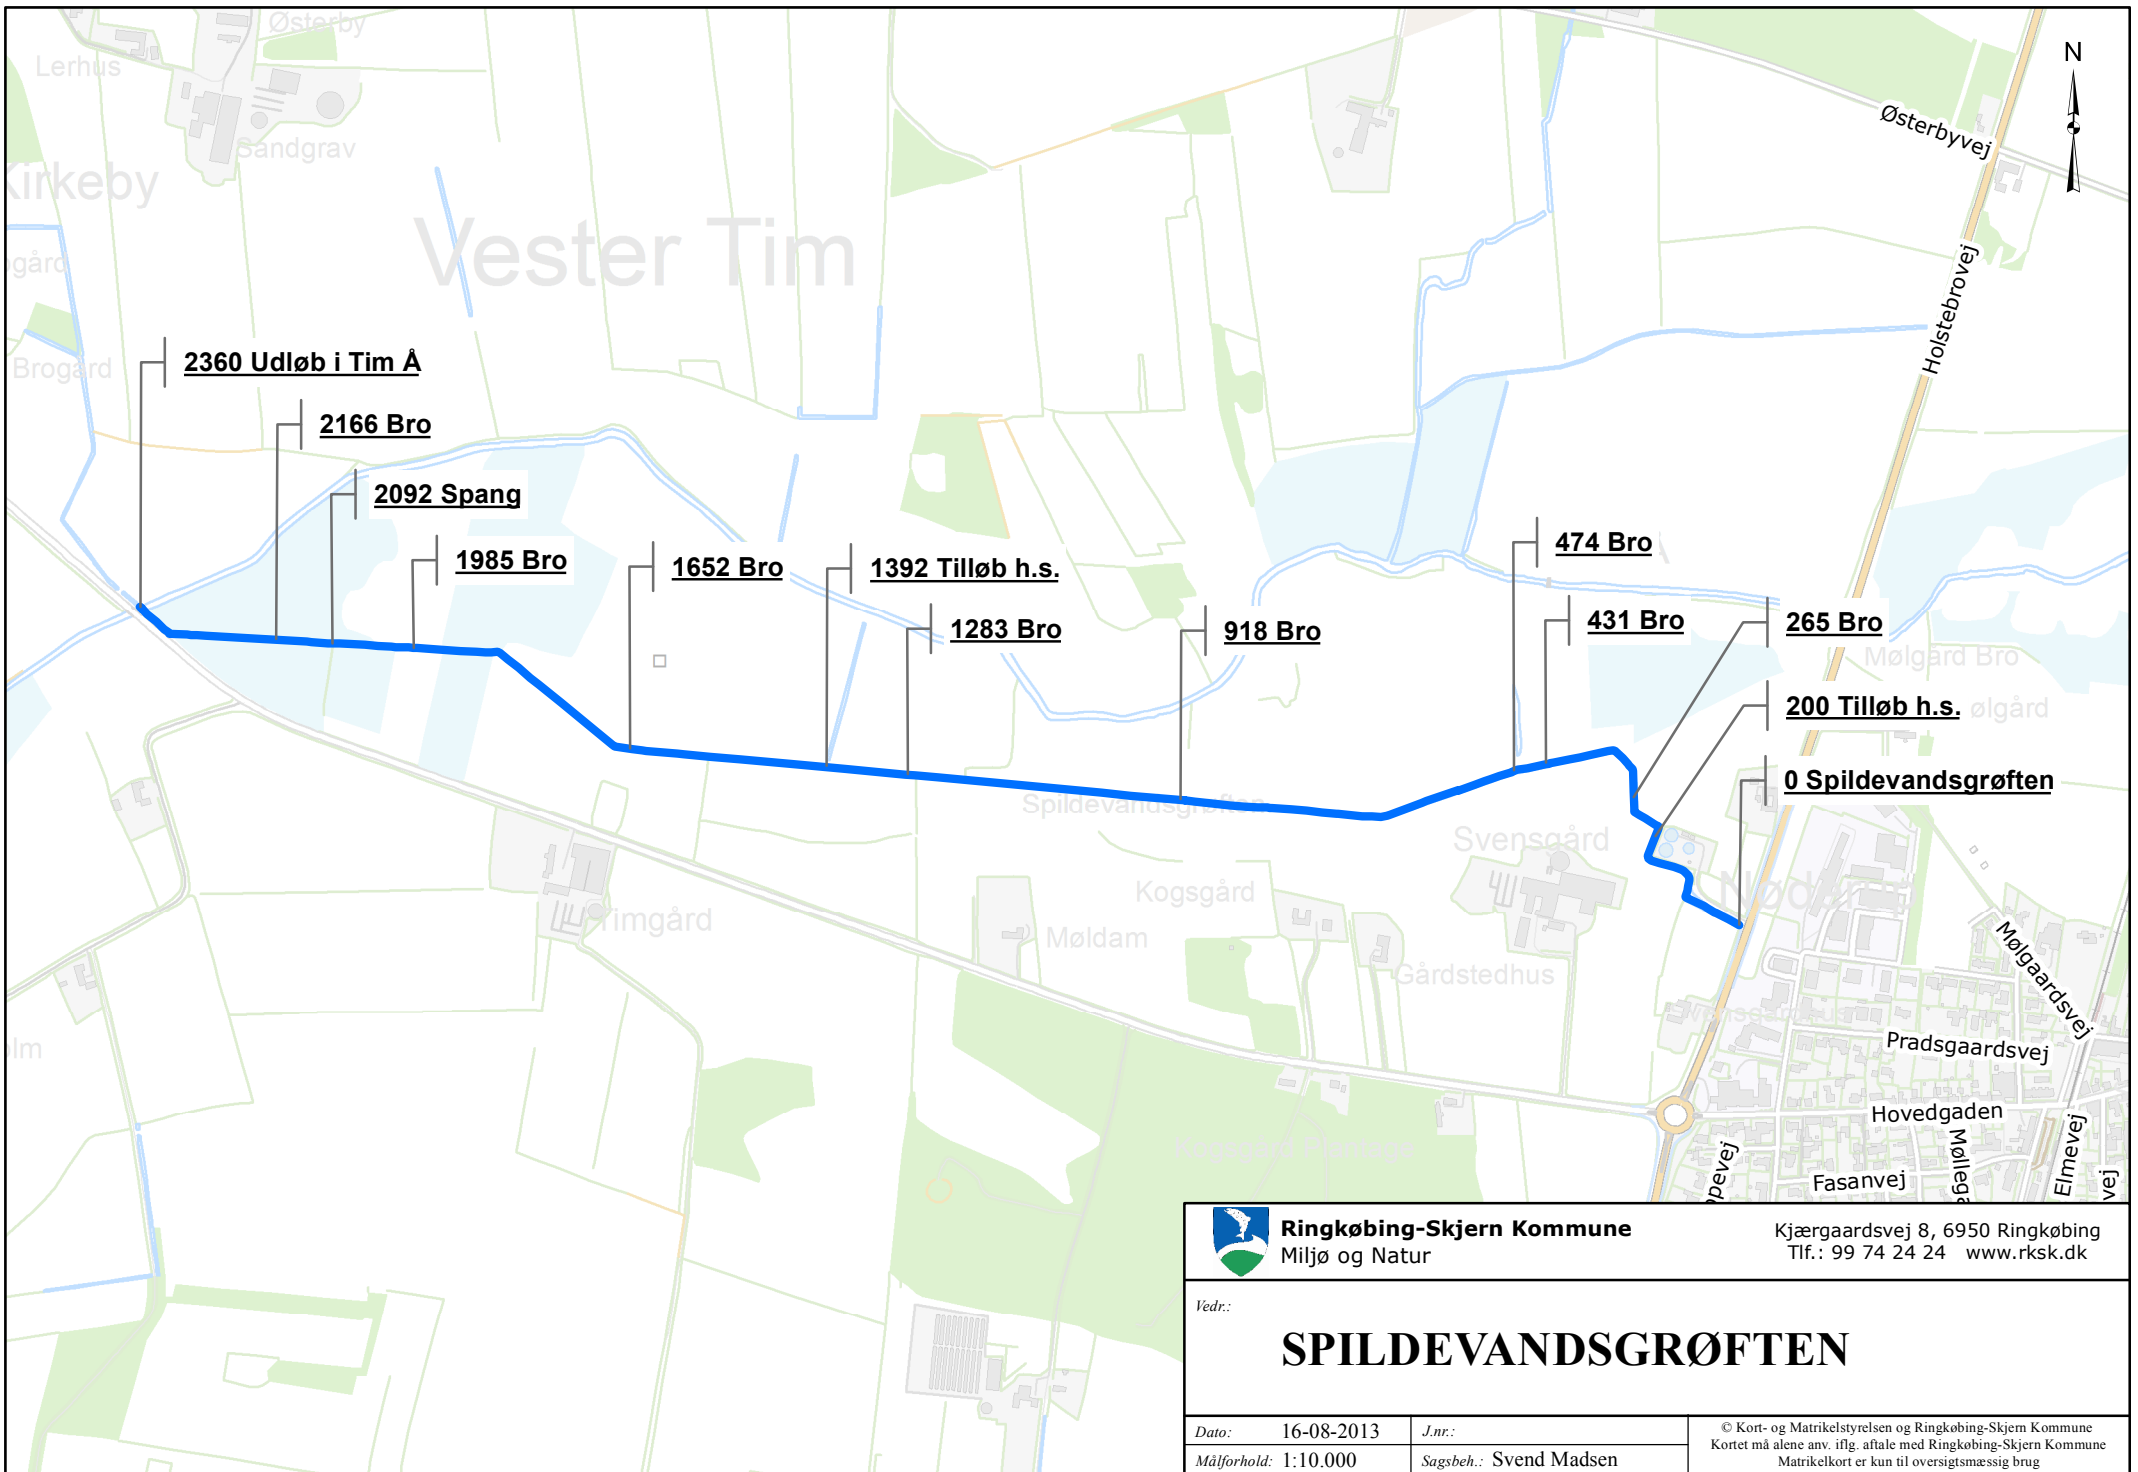 Østerby
Lerhus
N
Østerbyvej
Sandgrav
Kirkeby
Vester Tim
Holstebrovej
Brogård
2360 Udløb i Tim Å
2166 Bro
2092 Spang
1985 Bro
1652 Bro
1392 Tilløb h.s.
1283 Bro
918 Bro
474 Bro
431 Bro
265 Bro
Mølgård Bro
200 Tilløb h.s.
ølgård
0 Spildevandsgrøften
Spildevandsgrøften
Svensgård
Kogsgård
Timgård
Møldam
Gårdstedhus
Mølgaardsvej
Pradsgaardsvej
Hovedgaden
Fasanvej
Elmevej
vej
Ringkøbing-Skjern Kommune
Miljø og Natur
Kjærgaardsvej 8, 6950 Ringkøbing
Tlf.: 99 74 24 24 www.rksk.dk
Vedr.:
SPILDEVANDSGRØFTEN
Dato: 16-08-2013
J.nr.:
Målforhold: 1:10.000
Sagsbeh.: Svend Madsen
© Kort- og Matrikelstyrelsen og Ringkøbing-Skjern Kommune
Kortet må alene anv. iflg. aftale med Ringkøbing-Skjern Kommune
Matrikelkort er kun til oversigtsmæssig brug